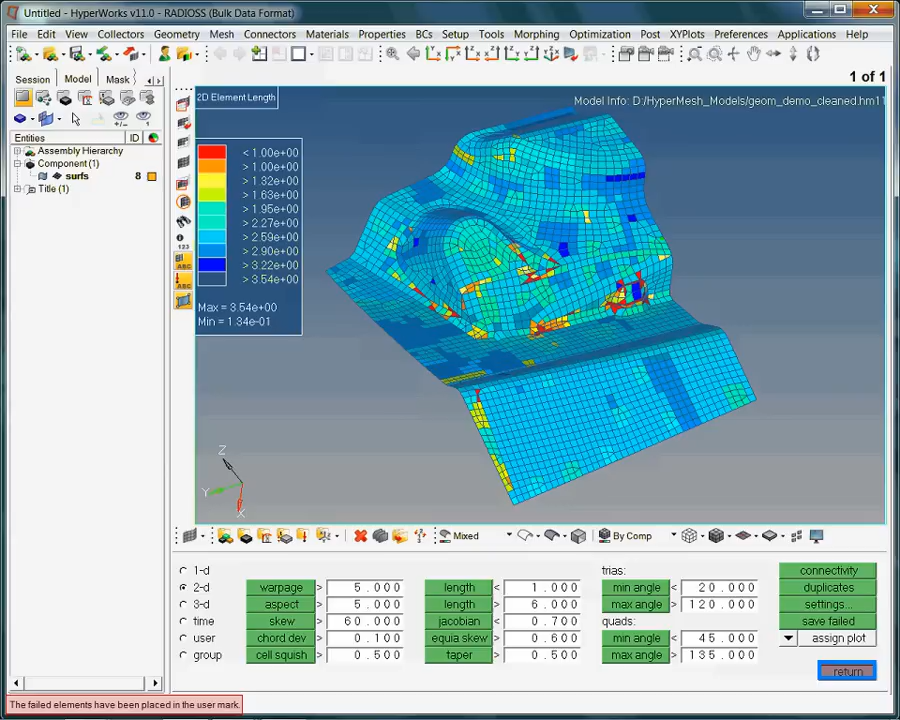 Untitled - HyperWorks v11.0 - RADIOSS (Bulk Data Format)
File Edit View Collectors Geometry Mesh Connectors Materials Properties BCs Setup Tools Morphing Optimization Post XYPlots Preferences Applications Help
Session Model Mask
1 of 1
Entities ID
Assembly Hierarchy
Component (1)
surfs 8
Title (1)
2D Element Length
Model Info: D:/HyperMesh_Models/geom_demo_cleaned.hm11
< 1.00e+00
> 1.00e+00
> 1.32e+00
> 1.63e+00
> 1.95e+00
> 2.27e+00
> 2.59e+00
> 2.90e+00
> 3.22e+00
> 3.54e+00
Max = 3.54e+00
Min = 1.34e-01
123
ABC
ABC
Z
Y
X
Mixed By Comp
1-d trias: connectivity
2-d warpage > 5.000 length < 1.000 min angle < 20.000 duplicates
3-d aspect > 5.000 length > 6.000 max angle > 120.000 settings...
time skew > 60.000 jacobian < 0.700 quads: save failed
user chord dev > 0.100 equia skew > 0.600 min angle < 45.000 assign plot
group cell squish > 0.500 taper > 0.500 max angle > 135.000
return
The failed elements have been placed in the user mark.